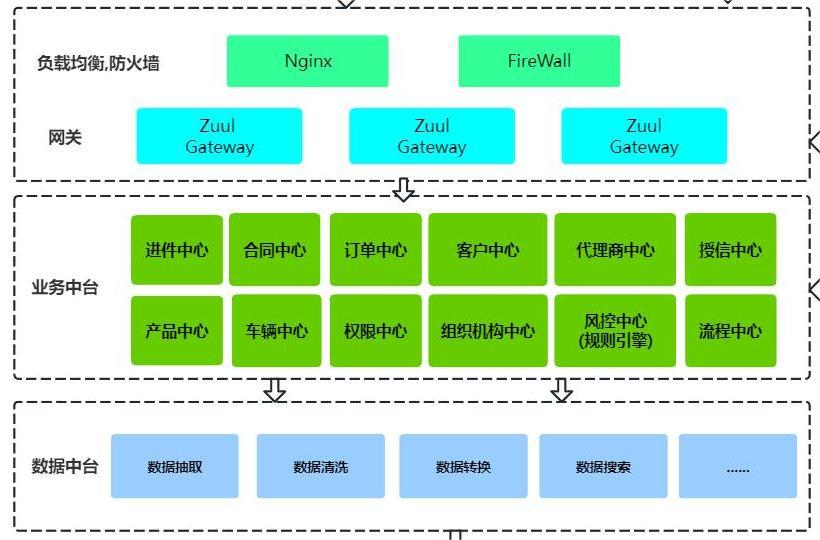 负载均衡,防火墙
Nginx
FireWall
网关
Zuul
Gateway
Zuul
Gateway
Zuul
Gateway
业务中台
进件中心
合同中心
订单中心
客户中心
代理商中心
授信中心
产品中心
车辆中心
权限中心
组织机构中心
风控中心
(规则引擎)
流程中心
数据中台
数据抽取
数据清洗
数据转换
数据搜索
......